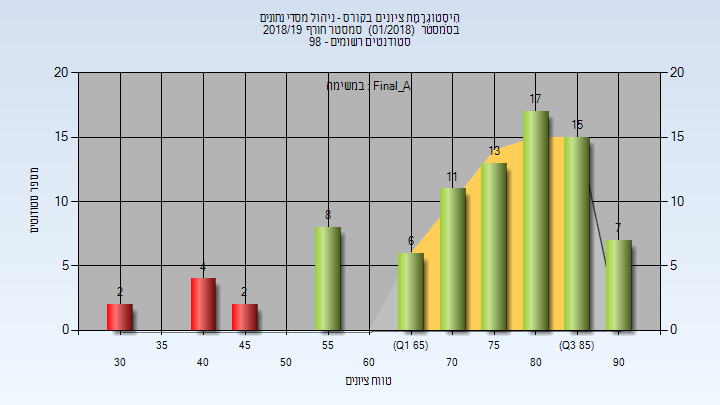 היסטוגרמת ציונים בקורס - ניהול מסדי נתונים
בסמסטר (01/2018) סמסטר חורף 2018/19
סטודנטים רשומים - 98
במשימה : Final_A
20 20
15 15
10 10
5 5
0 0
מספר סטודנטים
2 4 2 8 6 11 13 17 15 7
35 45 55 (Q1 65) 75 (Q3 85)
30 40 50 60 70 80 90
טווח ציונים